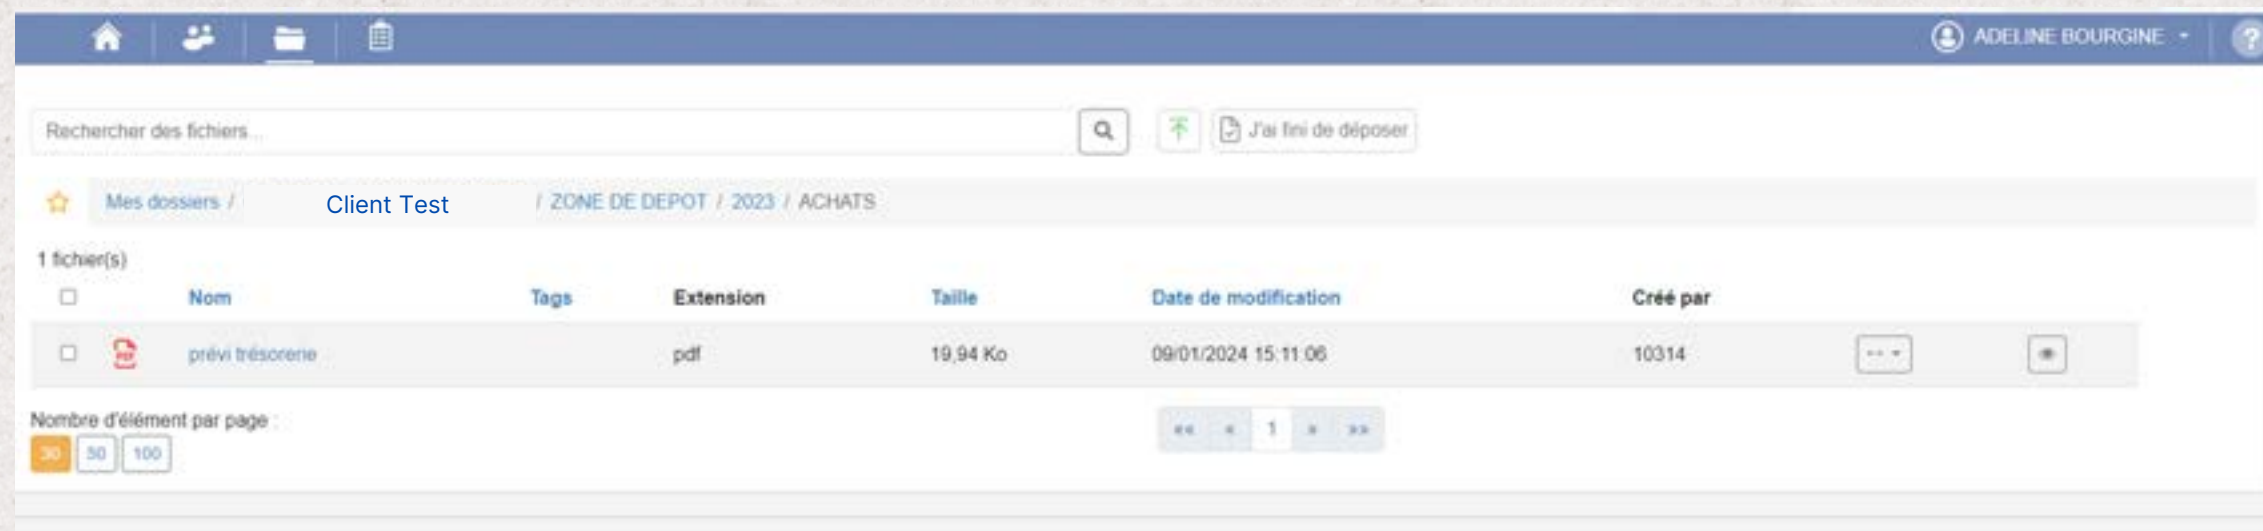 ADELINE BOURGINE
Rechercher des fichiers...
J'ai fini de déposer
Mes dossiers / Client Test / ZONE DE DEPOT / 2023 / ACHATS
1 fichier(s)
Nom Tags Extension Taille Date de modification Créé par
PDF prévi trésorerie pdf 19,94 Ko 09/01/2024 15:11:06 10314
Nombre d'élément par page :
30 50 100
«« « 1 » »»